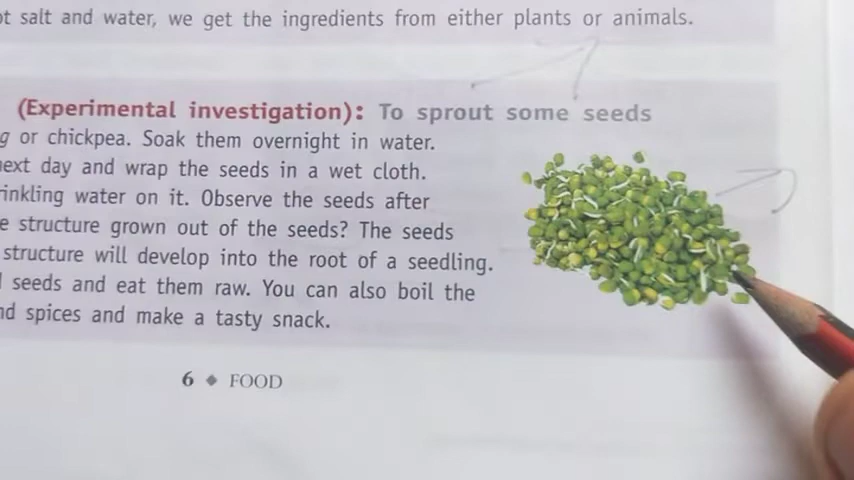 salt and water, we get the ingredients from either plants or animals.
(Experimental investigation): To sprout some seeds
or chickpea. Soak them overnight in water.
day and wrap the seeds in a wet cloth.
water on it. Observe the seeds after
structure grown out of the seeds? The seeds
structure will develop into the root of a seedling.
seeds and eat them raw. You can also boil the
spices and make a tasty snack.
6 ◆ FOOD